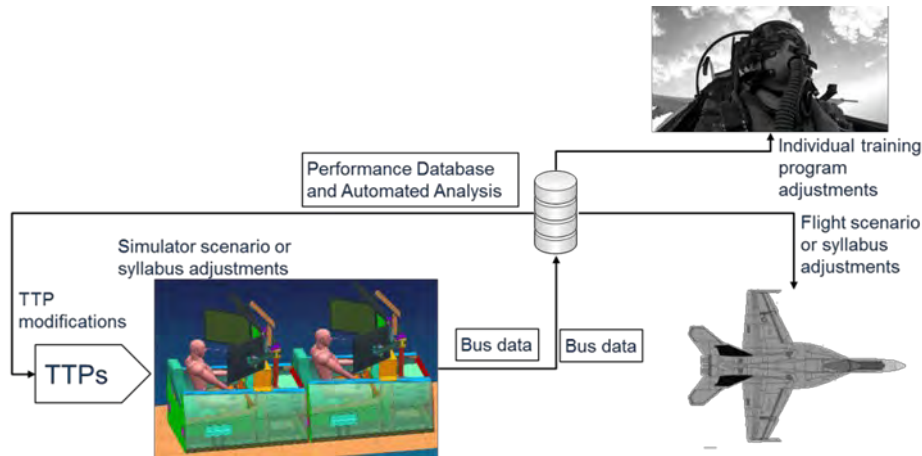 Performance Database
and Automated Analysis
Individual training
program
adjustments
Simulator scenario or
syllabus adjustments
Flight scenario
or syllabus
adjustments
TTP
modifications
TTPs
Bus data
Bus data